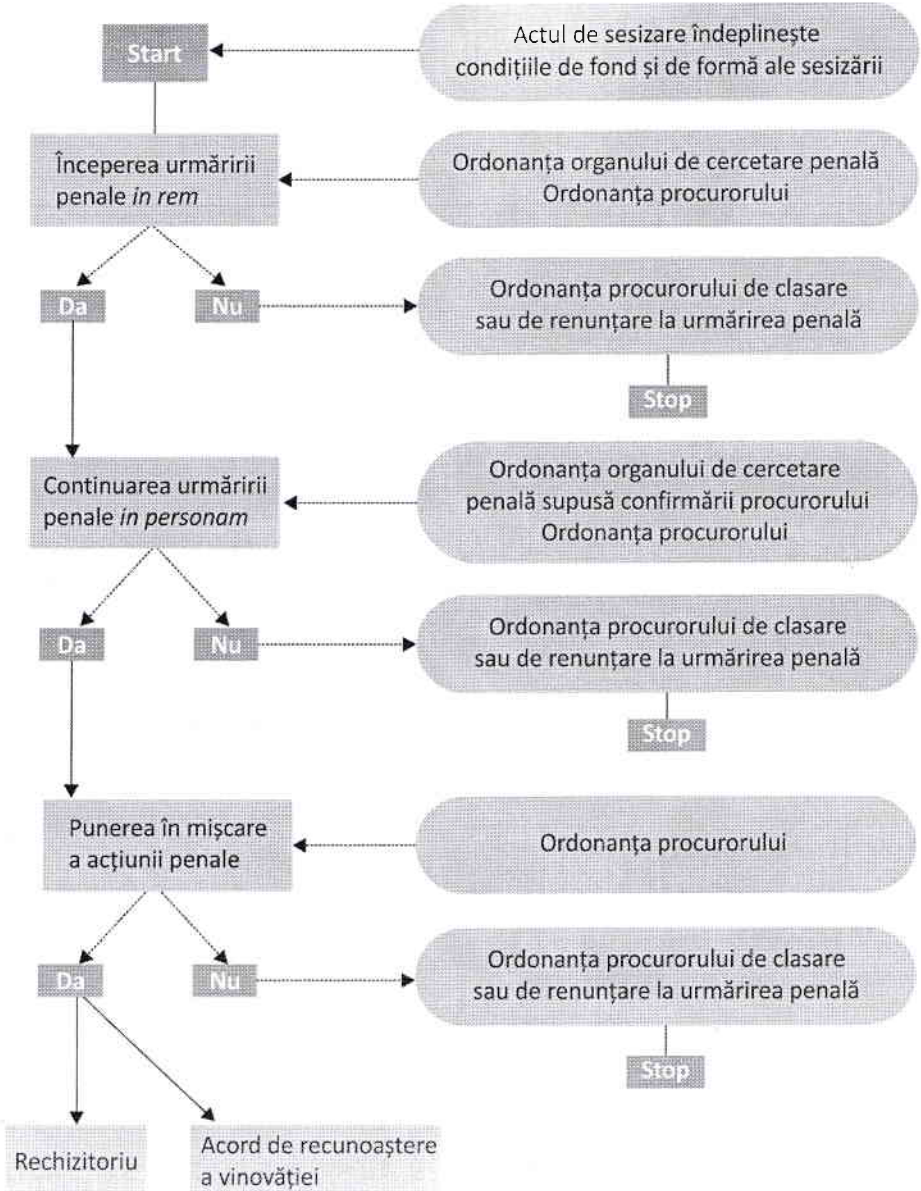 Start
Actul de sesizare îndeplinește
condițiile de fond și de formă ale sesizării
Începerea urmăririi
penale in rem
Ordonanța organului de cercetare penală
Ordonanța procurorului
Da
Nu
Ordonanța procurorului de clasare
sau de renunțare la urmărirea penală
Stop
Continuarea urmăririi
penale in personam
Ordonanța organului de cercetare
penală supusă confirmării procurorului
Ordonanța procurorului
Da
Nu
Ordonanța procurorului de clasare
sau de renunțare la urmărirea penală
Stop
Punerea în mișcare
a acțiunii penale
Ordonanța procurorului
Da
Nu
Ordonanța procurorului de clasare
sau de renunțare la urmărirea penală
Stop
Rechizitoriu
Acord de recunoaștere
a vinovăției